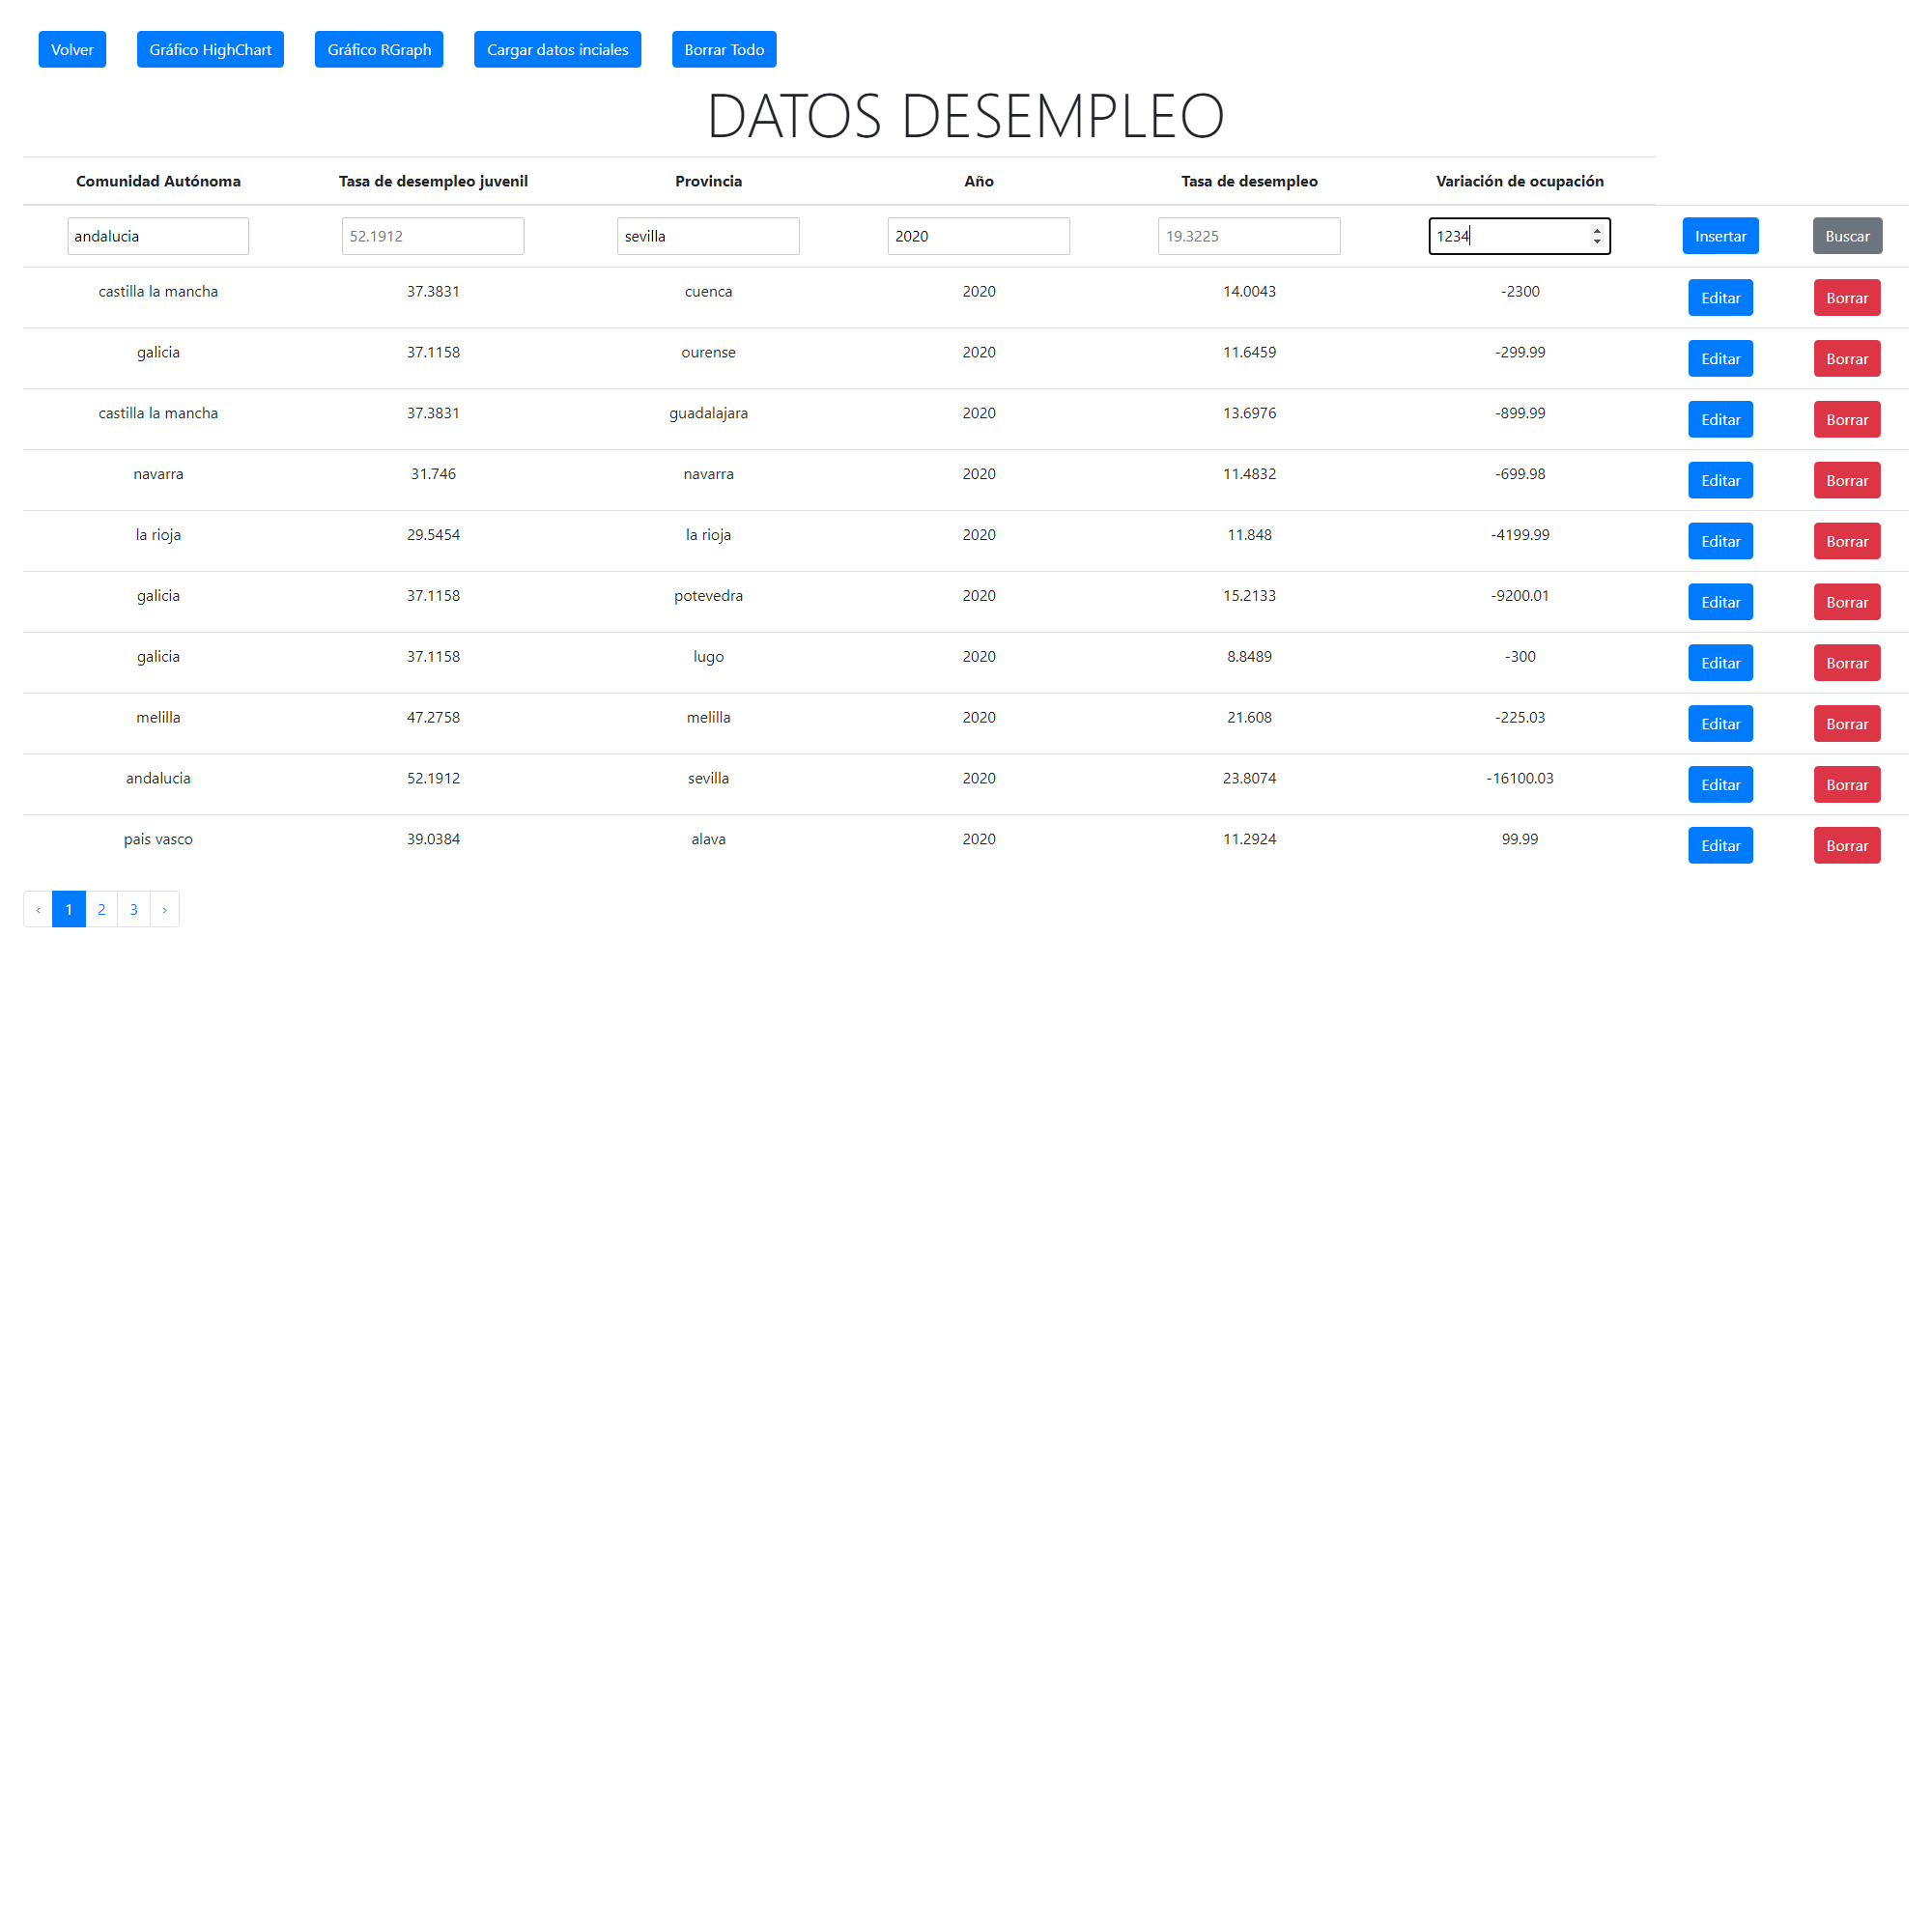 Volver Gráfico HighChart Gráfico RGraph Cargar datos inciales Borrar Todo
DATOS DESEMPLEO
Comunidad Autónoma Tasa de desempleo juvenil Provincia Año Tasa de desempleo Variación de ocupación
andalucia 52.1912 sevilla 2020 19.3225 1234 Insertar Buscar
castilla la mancha 37.3831 cuenca 2020 14.0043 -2300 Editar Borrar
galicia 37.1158 ourense 2020 11.6459 -299.99 Editar Borrar
castilla la mancha 37.3831 guadalajara 2020 13.6976 -899.99 Editar Borrar
navarra 31.746 navarra 2020 11.4832 -699.98 Editar Borrar
la rioja 29.5454 la rioja 2020 11.848 -4199.99 Editar Borrar
galicia 37.1158 potevedra 2020 15.2133 -9200.01 Editar Borrar
galicia 37.1158 lugo 2020 8.8489 -300 Editar Borrar
melilla 47.2758 melilla 2020 21.608 -225.03 Editar Borrar
andalucia 52.1912 sevilla 2020 23.8074 -16100.03 Editar Borrar
pais vasco 39.0384 alava 2020 11.2924 99.99 Editar Borrar
‹ 1 2 3 ›